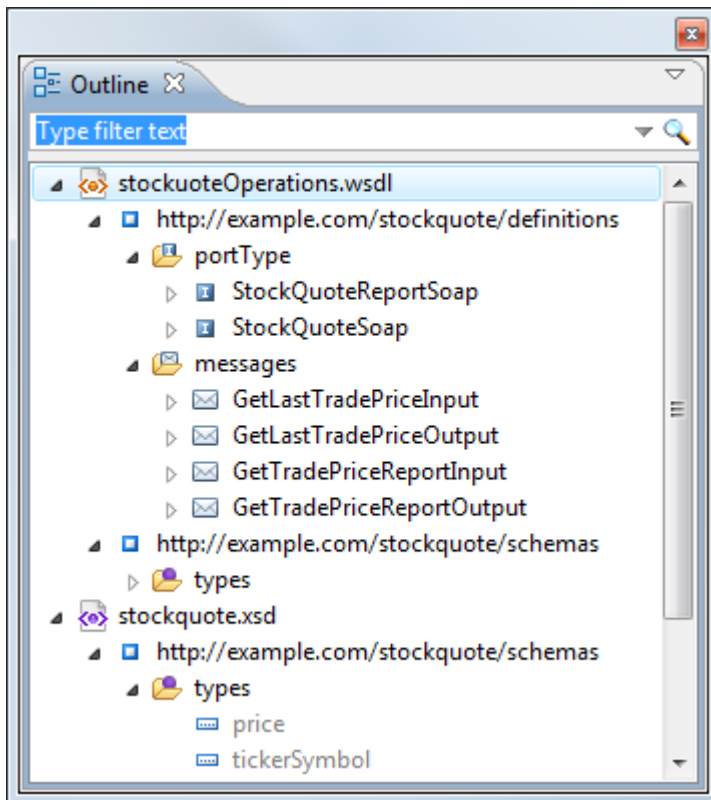 Outline
Type filter text
stockuoteOperations.wsdl
http://example.com/stockquote/definitions
portType
StockQuoteReportSoap
StockQuoteSoap
messages
GetLastTradePriceInput
GetLastTradePriceOutput
GetTradePriceReportInput
GetTradePriceReportOutput
http://example.com/stockquote/schemas
types
stockquote.xsd
http://example.com/stockquote/schemas
types
price
tickerSymbol